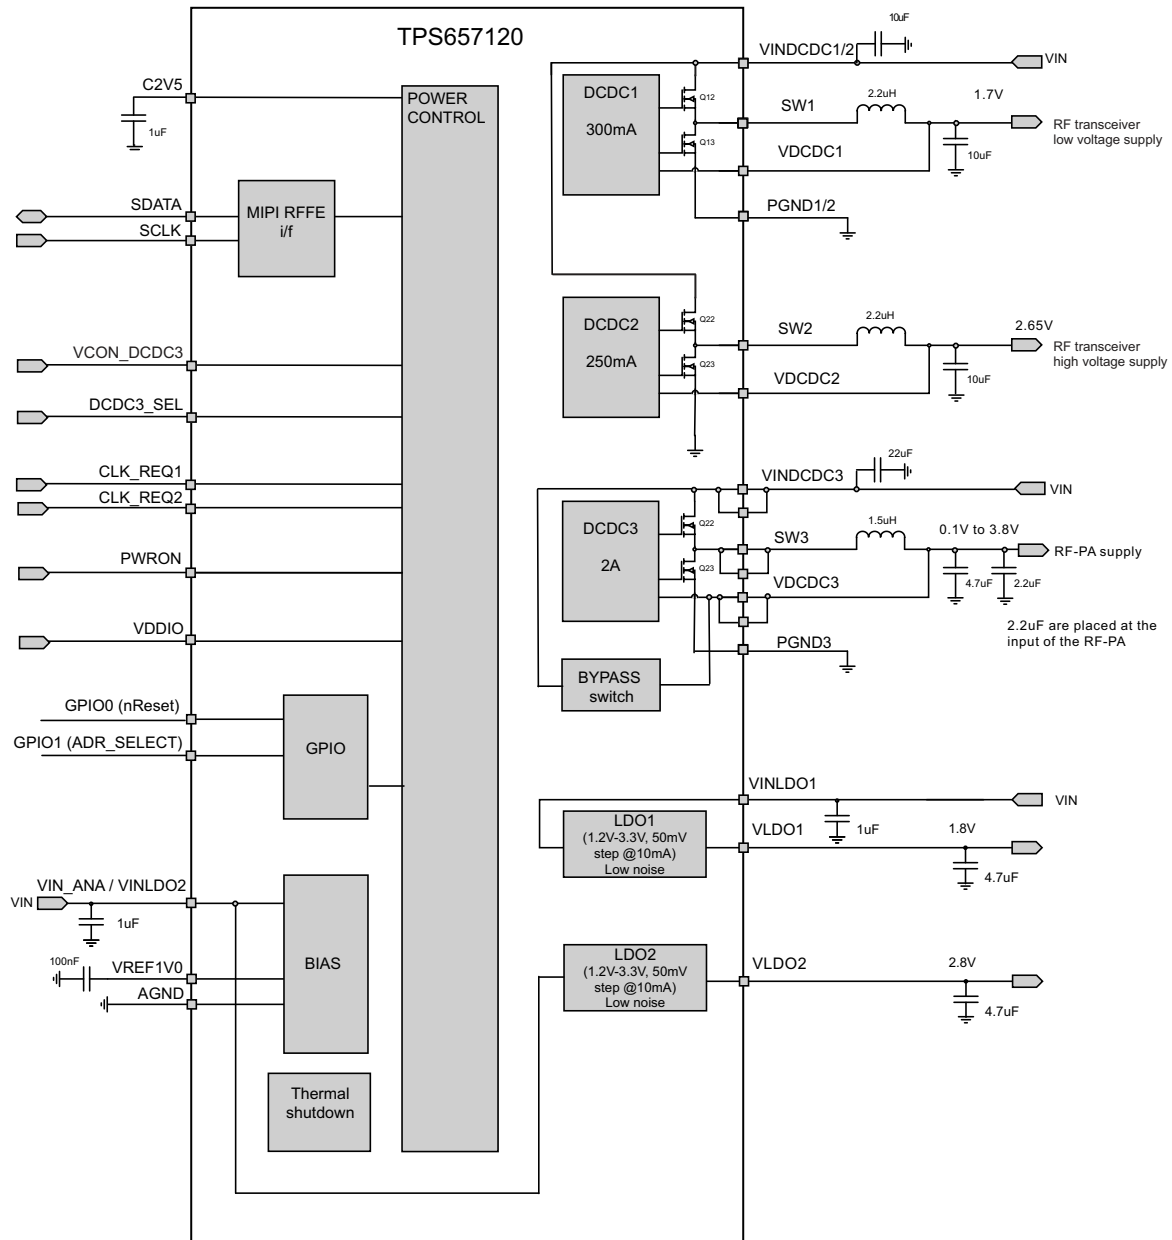 TPS657120
C2V5
1uF
POWER
CONTROL
SDATA
SCLK
MIPI RFFE
i/f
VCON_DCDC3
DCDC3_SEL
CLK_REQ1
CLK_REQ2
PWRON
VDDIO
GPIO0 (nReset)
GPIO1 (ADR_SELECT)
GPIO
VIN_ANA / VINLDO2
VIN
1uF
100nF
VREF1V0
AGND
BIAS
Thermal
shutdown
10uF
VINDCDC1/2
VIN
DCDC1
300mA
Q12
Q13
SW1
2.2uH
1.7V
RF transceiver
low voltage supply
VDCDC1
10uF
PGND1/2
DCDC2
250mA
Q22
Q23
SW2
2.2uH
2.65V
RF transceiver
high voltage supply
VDCDC2
10uF
22uF
VINDCDC3
VIN
DCDC3
2A
Q22
Q23
SW3
1.5uH
0.1V to 3.8V
RF-PA supply
VDCDC3
4.7uF
2.2uF
2.2uF are placed at the
input of the RF-PA
PGND3
BYPASS
switch
VINLDO1
VIN
LDO1
(1.2V-3.3V, 50mV
step @10mA)
Low noise
1uF
VLDO1
1.8V
4.7uF
LDO2
(1.2V-3.3V, 50mV
step @10mA)
Low noise
VLDO2
2.8V
4.7uF